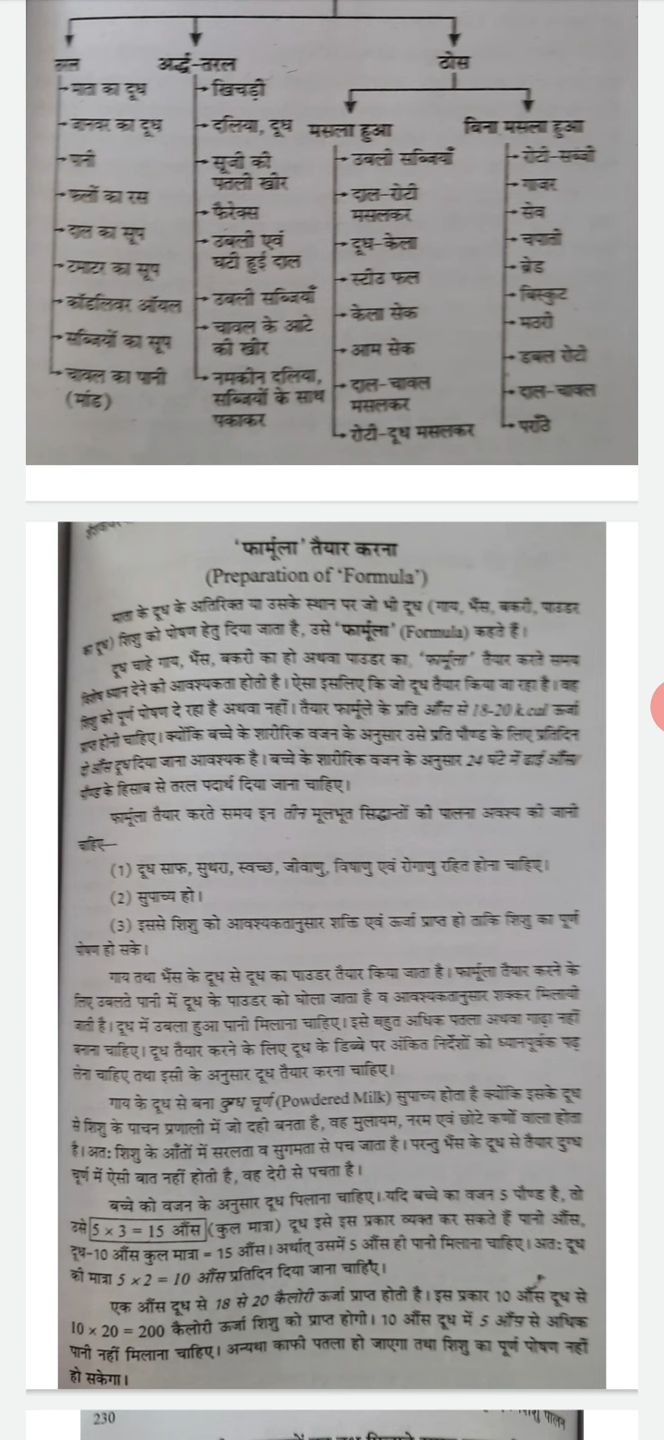 तरल
अर्द्ध-तरल
ठोस
माता का दूध
जानवर का दूध
पानी
फलों का रस
दाल का सूप
टमाटर का सूप
कॉडलिवर ऑयल
सब्जियों का सूप
चावल का पानी
(मांड)
खिचड़ी
दलिया, दूध
सूजी की
पतली खीर
फैरेक्स
उबली एवं
घटी हुई दाल
उबली सब्जियाँ
चावल के आटे
की खीर
नमकीन दलिया,
सब्जियों के साथ
पकाकर
मसला हुआ
उबली सब्जियाँ
दाल-रोटी
मसलकर
दूध-केला
स्टीउ फल
केला सेक
आम सेक
दाल-चावल
मसलकर
रोटी-दूध मसलकर
बिना मसला हुआ
रोटी-सब्जी
गाजर
सेव
चपाती
ब्रेड
बिस्कुट
मठरी
डबल रोटी
दाल-चावल
पराँठे
'फार्मूला' तैयार करना
(Preparation of 'Formula')
माता के दूध के अतिरिक्त या उसके स्थान पर जो भी दूध (गाय, भैंस, बकरी, पाउडर
का दूध) शिशु को पोषण हेतु दिया जाता है, उसे 'फार्मूला' (Formula) कहते हैं।
दूध चाहे गाय, भैंस, बकरी का हो अथवा पाउडर का, 'फार्मूला' तैयार करते समय
विशेष ध्यान देने की आवश्यकता होती है। ऐसा इसलिए कि जो दूध तैयार किया जा रहा है। वह
शिशु को पूर्ण पोषण दे रहा है अथवा नहीं। तैयार फार्मूले के प्रति औंस से 18-20 k.cal ऊर्जा
प्राप्त होनी चाहिए। क्योंकि बच्चे के शारीरिक वजन के अनुसार उसे प्रति पौण्ड के लिए प्रतिदिन
दो औंस दूध दिया जाना आवश्यक है। बच्चे के शारीरिक वजन के अनुसार 24 घंटे में ढाई औंस/
पौण्ड के हिसाब से तरल पदार्थ दिया जाना चाहिए।
फार्मूला तैयार करते समय इन तीन मूलभूत सिद्धान्तों की पालना अवश्य की जानी
चाहिए—
(1) दूध साफ, सुथरा, स्वच्छ, जीवाणु, विषाणु एवं रोगाणु रहित होना चाहिए।
(2) सुपाच्य हो।
(3) इससे शिशु को आवश्यकतानुसार शक्ति एवं ऊर्जा प्राप्त हो ताकि शिशु का पूर्ण
पोषण हो सके।
गाय तथा भैंस के दूध से दूध का पाउडर तैयार किया जाता है। फार्मूला तैयार करने के
लिए उबलते पानी में दूध के पाउडर को घोला जाता है व आवश्यकतानुसार शक्कर मिलायी
जाती है। दूध में उबला हुआ पानी मिलाना चाहिए। इसे बहुत अधिक पतला अथवा गाढ़ा नहीं
बनाना चाहिए। दूध तैयार करने के लिए दूध के डिब्बे पर अंकित निर्देशों को ध्यानपूर्वक पढ़
लेना चाहिए तथा इसी के अनुसार दूध तैयार करना चाहिए।
गाय के दूध से बना दुग्ध चूर्ण (Powdered Milk) सुपाच्य होता है क्योंकि इसके दूध
से शिशु के पाचन प्रणाली में जो दही बनता है, वह मुलायम, नरम एवं छोटे कणों वाला होता
है। अतः शिशु के आँतों में सरलता व सुगमता से पच जाता है। परन्तु भैंस के दूध से तैयार दुग्ध
चूर्ण में ऐसी बात नहीं होती है, वह देरी से पचता है।
बच्चे को वजन के अनुसार दूध पिलाना चाहिए। यदि बच्चे का वजन 5 पौण्ड है, तो
उसे 5 × 3 = 15 औंस (कुल मात्रा) दूध इसे इस प्रकार व्यक्त कर सकते हैं पानी औंस,
दूध-10 औंस कुल मात्रा = 15 औंस। अर्थात् उसमें 5 औंस ही पानी मिलाना चाहिए। अतः दूध
की मात्रा 5 × 2 = 10 औंस प्रतिदिन दिया जाना चाहिए।
एक औंस दूध से 18 से 20 कैलोरी ऊर्जा प्राप्त होती है। इस प्रकार 10 औंस दूध से
10 × 20 = 200 कैलोरी ऊर्जा शिशु को प्राप्त होगी। 10 औंस दूध में 5 औंस से अधिक
पानी नहीं मिलाना चाहिए। अन्यथा काफी पतला हो जाएगा तथा शिशु का पूर्ण पोषण नहीं
हो सकेगा।
230
पालन